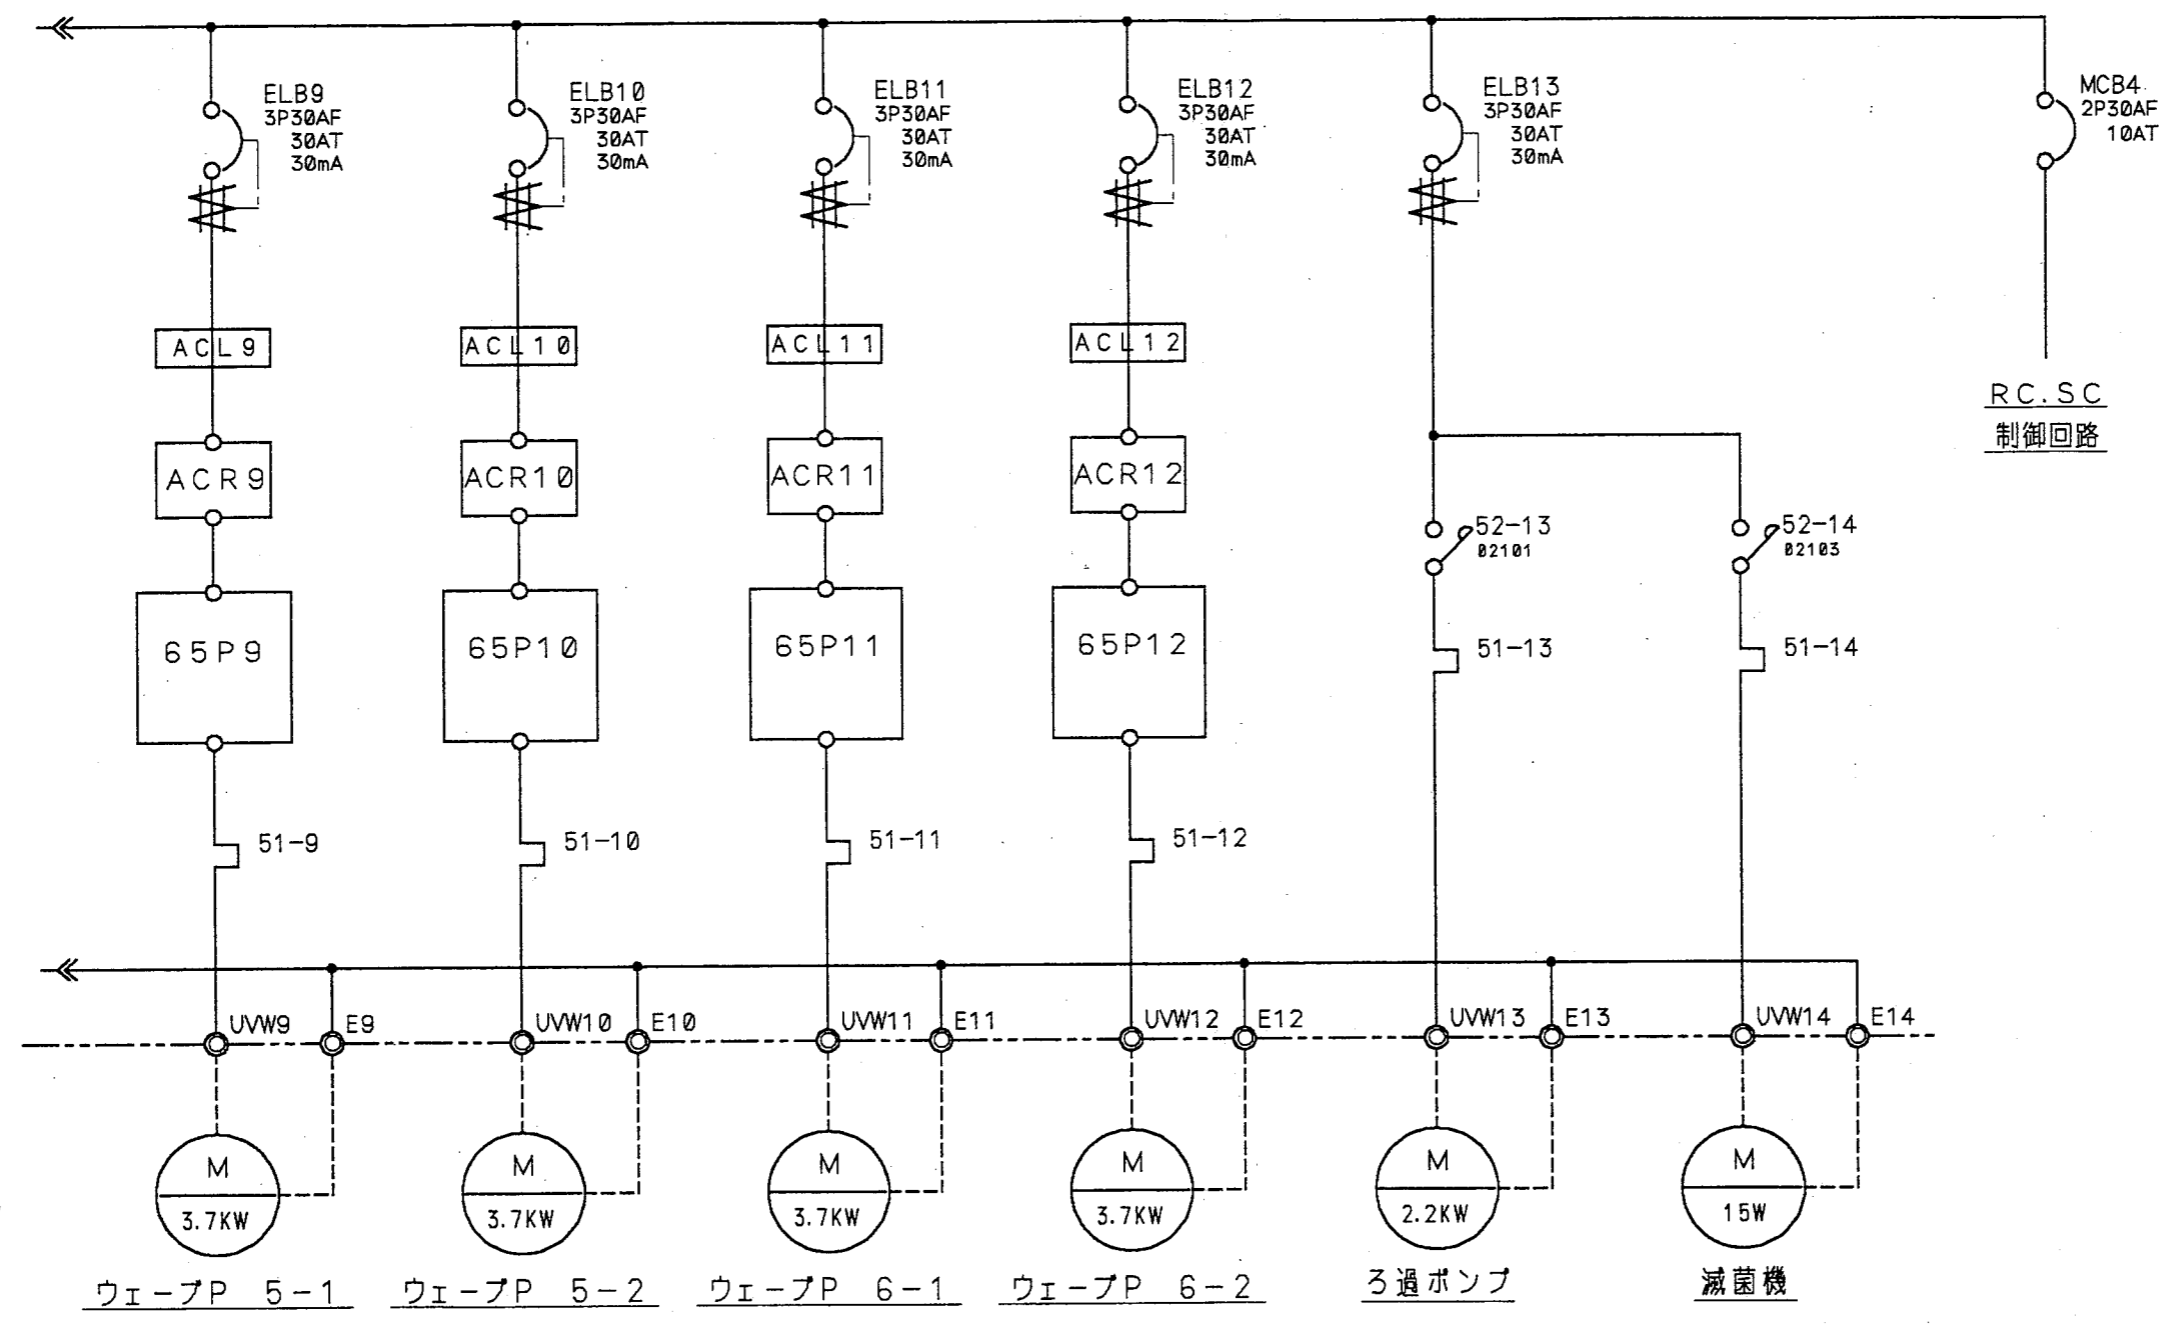 ELB9
3P30AF
30AT
30mA
ELB10
3P30AF
30AT
30mA
ELB11
3P30AF
30AT
30mA
ELB12
3P30AF
30AT
30mA
ELB13
3P30AF
30AT
30mA
MCB4
2P30AF
10AT
ACL9
ACL10
ACL11
ACL12
RC.SC
制御回路
ACR9
ACR10
ACR11
ACR12
52-13
02101
52-14
02103
65P9
65P10
65P11
65P12
51-13
51-14
51-9
51-10
51-11
51-12
UVW9
E9
UVW10
E10
UVW11
E11
UVW12
E12
UVW13
E13
UVW14
E14
M
3.7KW
M
3.7KW
M
3.7KW
M
3.7KW
M
2.2KW
M
15W
ウェーブP 5-1
ウェーブP 5-2
ウェーブP 6-1
ウェーブP 6-2
ろ過ポンプ
滅菌機